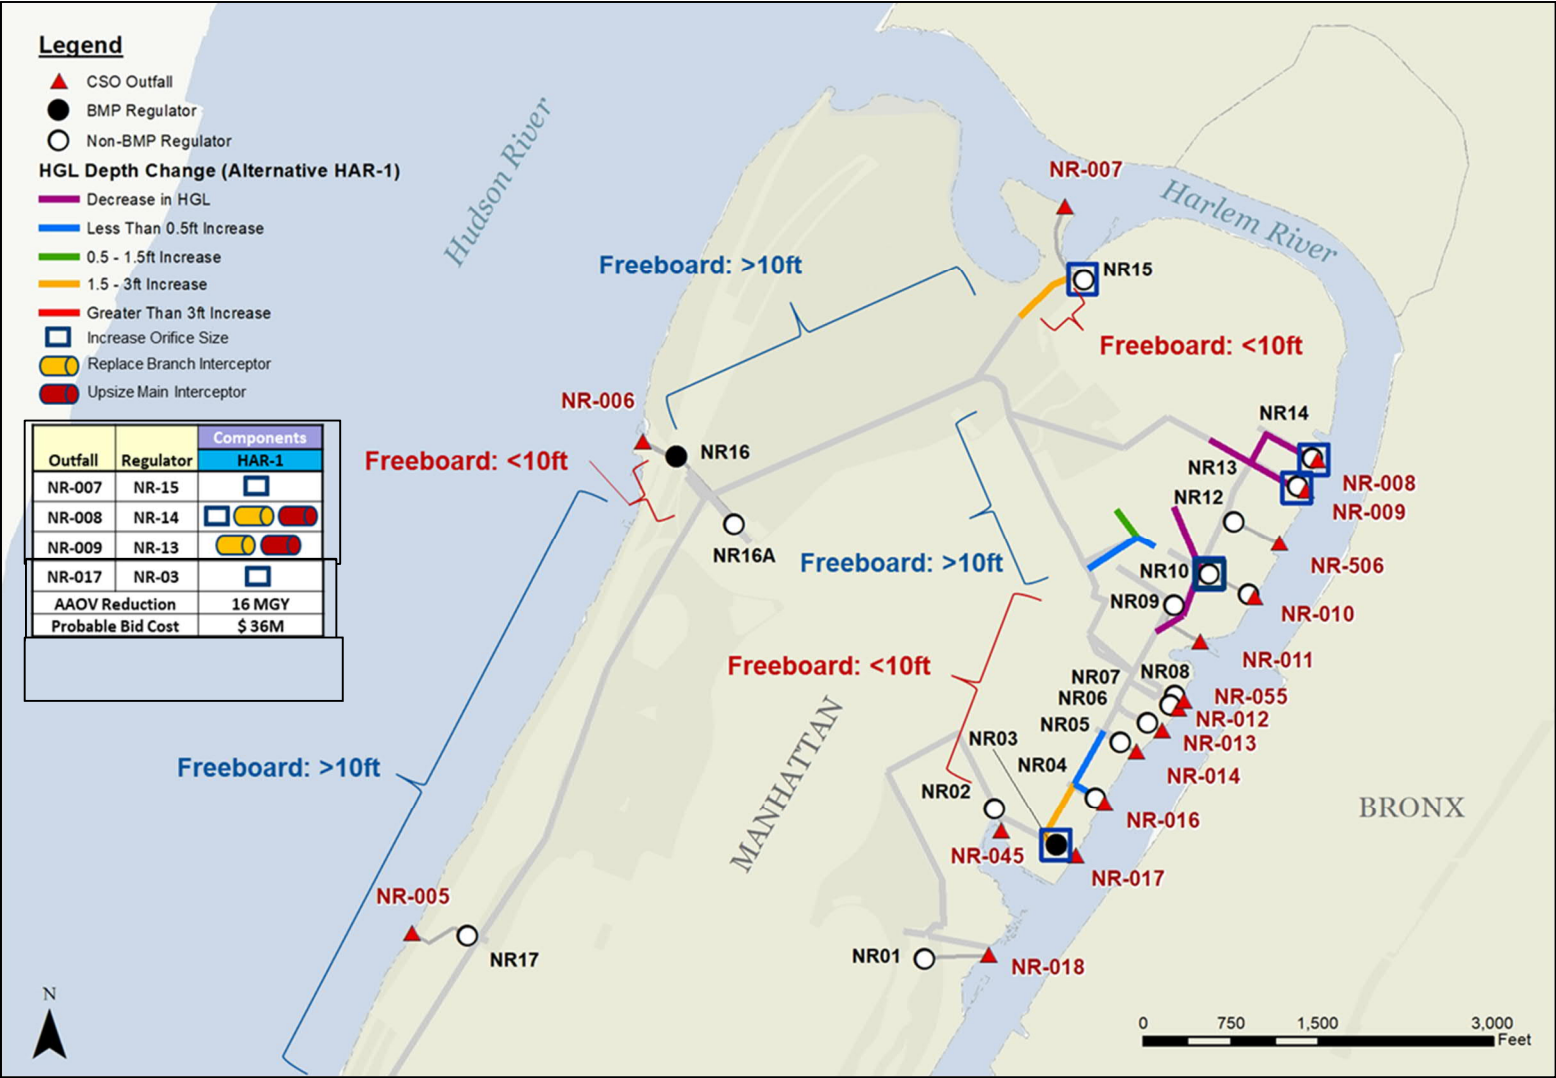 Legend
CSO Outfall
BMP Regulator
Non-BMP Regulator
HGL Depth Change (Alternative HAR-1)
Decrease in HGL
Less Than 0.5ft Increase
0.5 - 1.5ft Increase
1.5 - 3ft Increase
Greater Than 3ft Increase
Increase Orifice Size
Replace Branch Interceptor
Upsize Main Interceptor
Components
Outfall Regulator HAR-1
NR-007 NR-15
NR-008 NR-14
NR-009 NR-13
NR-017 NR-03
AAOV Reduction 16 MGY
Probable Bid Cost $ 36M
Hudson River
Harlem River
NR-007
NR15
Freeboard: >10ft
Freeboard: <10ft
NR-006
NR16
Freeboard: <10ft
NR16A
NR14
NR13
NR-008
NR12
NR-009
Freeboard: >10ft
NR10
NR-506
NR09
NR-010
NR-011
Freeboard: <10ft
NR08
NR07
NR06
NR-055
NR-012
NR05
NR-013
NR03
NR04
NR-014
NR02
NR-016
NR-045
NR-017
MANHATTAN
BRONX
Freeboard: >10ft
NR-005
NR17
NR01
NR-018
N
0 750 1,500 3,000
Feet